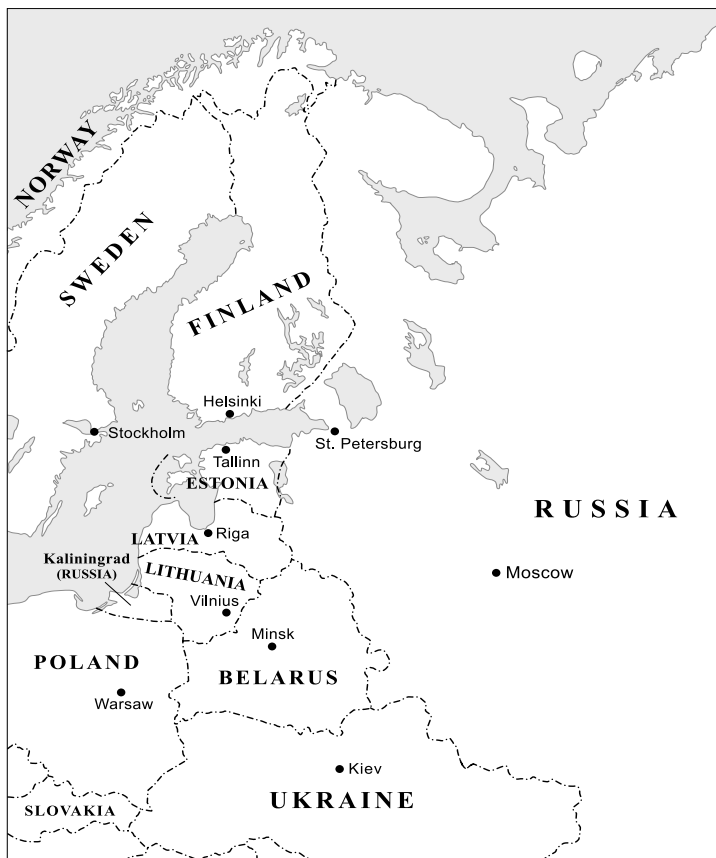 NORWAY
SWEDEN
FINLAND
Helsinki
Stockholm
St. Petersburg
Tallinn
ESTONIA
RUSSIA
LATVIA
Riga
Kaliningrad
(RUSSIA)
LITHUANIA
Moscow
Vilnius
Minsk
POLAND
BELARUS
Warsaw
Kiev
UKRAINE
SLOVAKIA